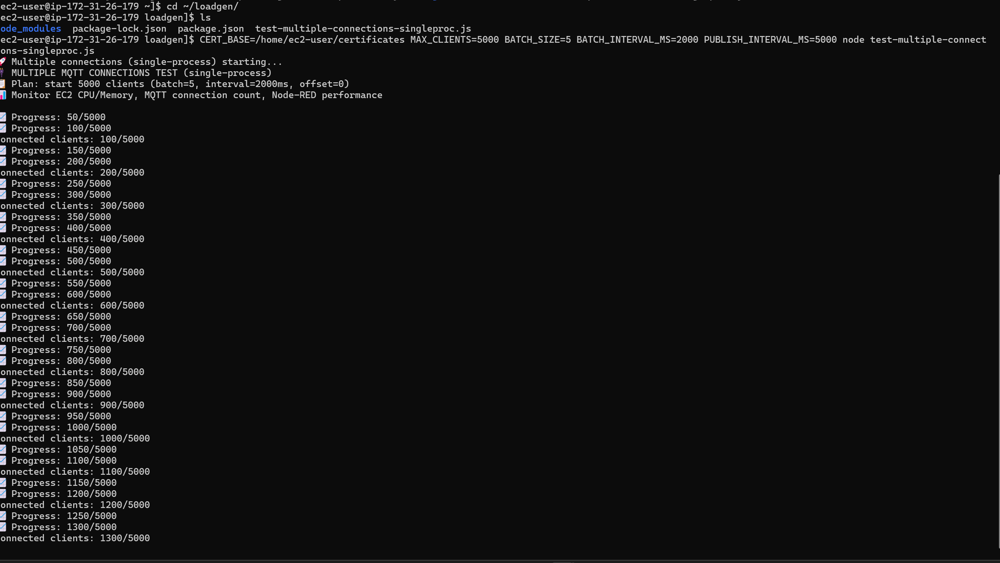 ec2-user@ip-172-31-26-179 ~]$ cd ~/loadgen/
ec2-user@ip-172-31-26-179 loadgen]$ ls
ode_modules  package-lock.json  package.json  test-multiple-connections-singleproc.js
ec2-user@ip-172-31-26-179 loadgen]$ CERT_BASE=/home/ec2-user/certificates MAX_CLIENTS=5000 BATCH_SIZE=5 BATCH_INTERVAL_MS=2000 PUBLISH_INTERVAL_MS=5000 node test-multiple-connect
ons-singleproc.js
Multiple connections (single-process) starting...
MULTIPLE MQTT CONNECTIONS TEST (single-process)
Plan: start 5000 clients (batch=5, interval=2000ms, offset=0)
Monitor EC2 CPU/Memory, MQTT connection count, Node-RED performance
Progress: 50/5000
Progress: 100/5000
onnected clients: 100/5000
Progress: 150/5000
Progress: 200/5000
onnected clients: 200/5000
Progress: 250/5000
Progress: 300/5000
onnected clients: 300/5000
Progress: 350/5000
Progress: 400/5000
onnected clients: 400/5000
Progress: 450/5000
Progress: 500/5000
onnected clients: 500/5000
Progress: 550/5000
Progress: 600/5000
onnected clients: 600/5000
Progress: 650/5000
Progress: 700/5000
onnected clients: 700/5000
Progress: 750/5000
Progress: 800/5000
onnected clients: 800/5000
Progress: 850/5000
Progress: 900/5000
onnected clients: 900/5000
Progress: 950/5000
Progress: 1000/5000
onnected clients: 1000/5000
Progress: 1050/5000
Progress: 1100/5000
onnected clients: 1100/5000
Progress: 1150/5000
Progress: 1200/5000
onnected clients: 1200/5000
Progress: 1250/5000
Progress: 1300/5000
onnected clients: 1300/5000